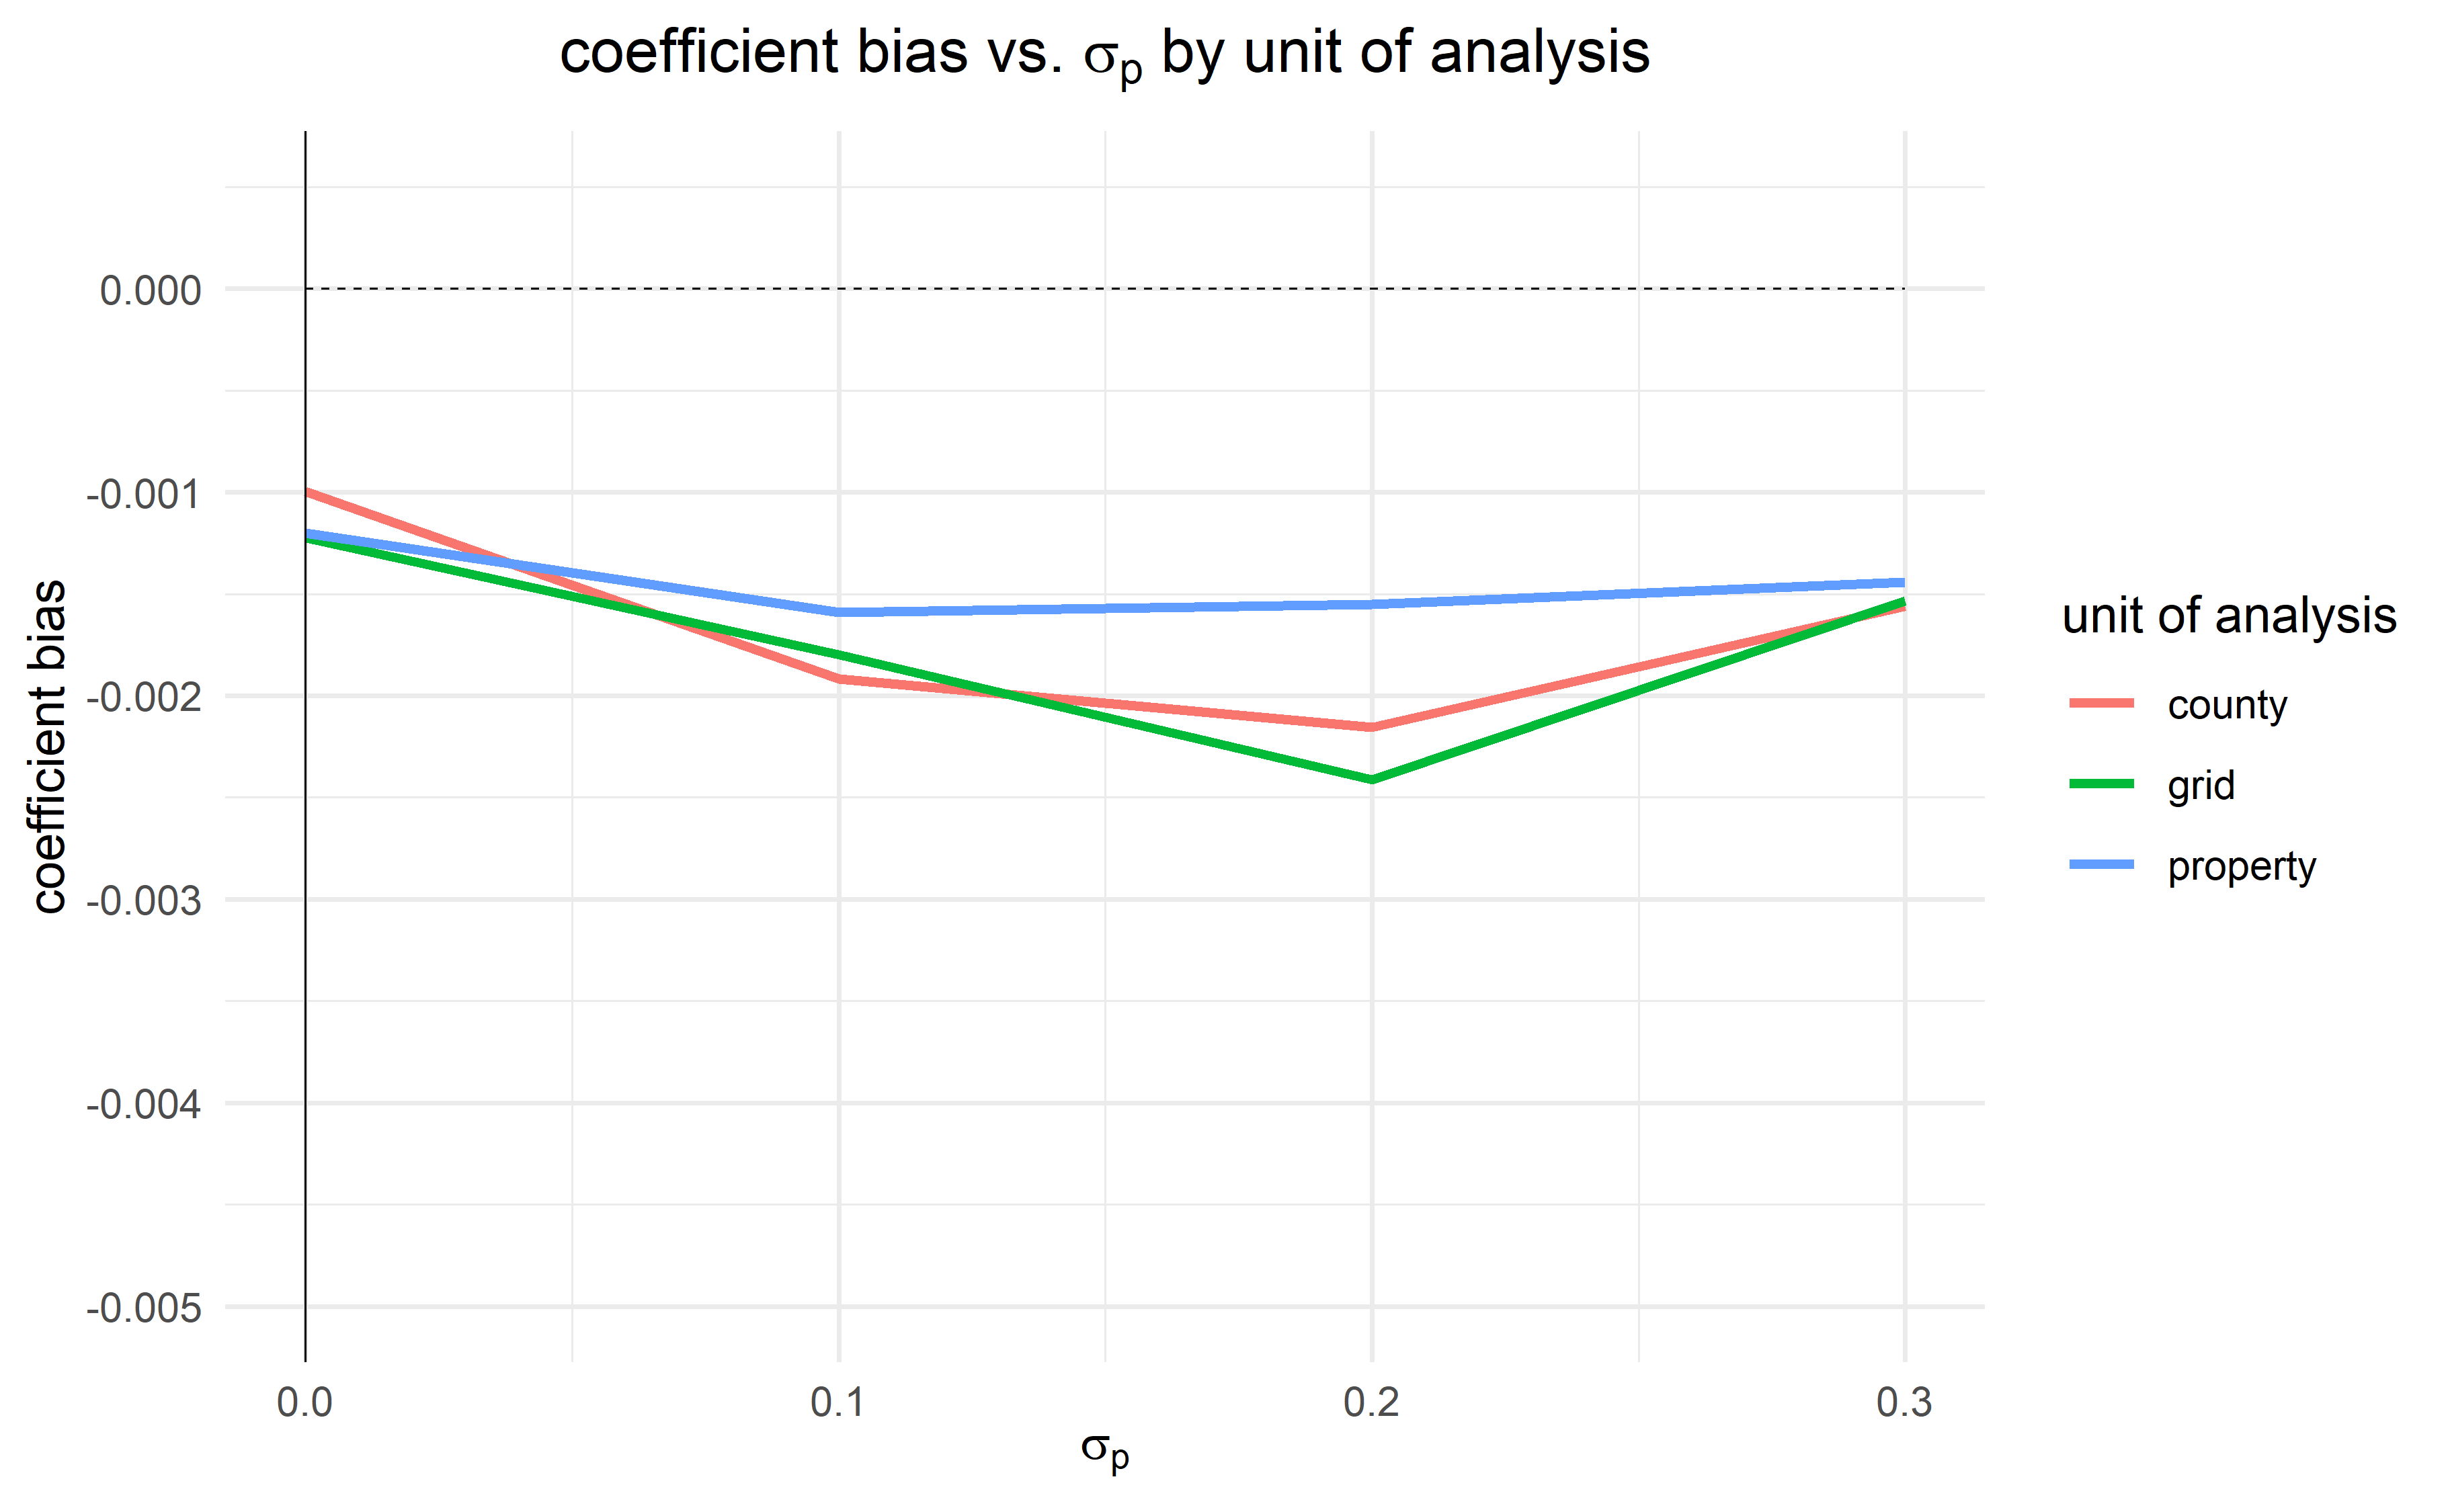 coefficient bias vs. σp by unit of analysis
coefficient bias
0.000
-0.001
-0.002
-0.003
-0.004
-0.005
0.0 0.1 0.2 0.3
σp
unit of analysis
county
grid
property